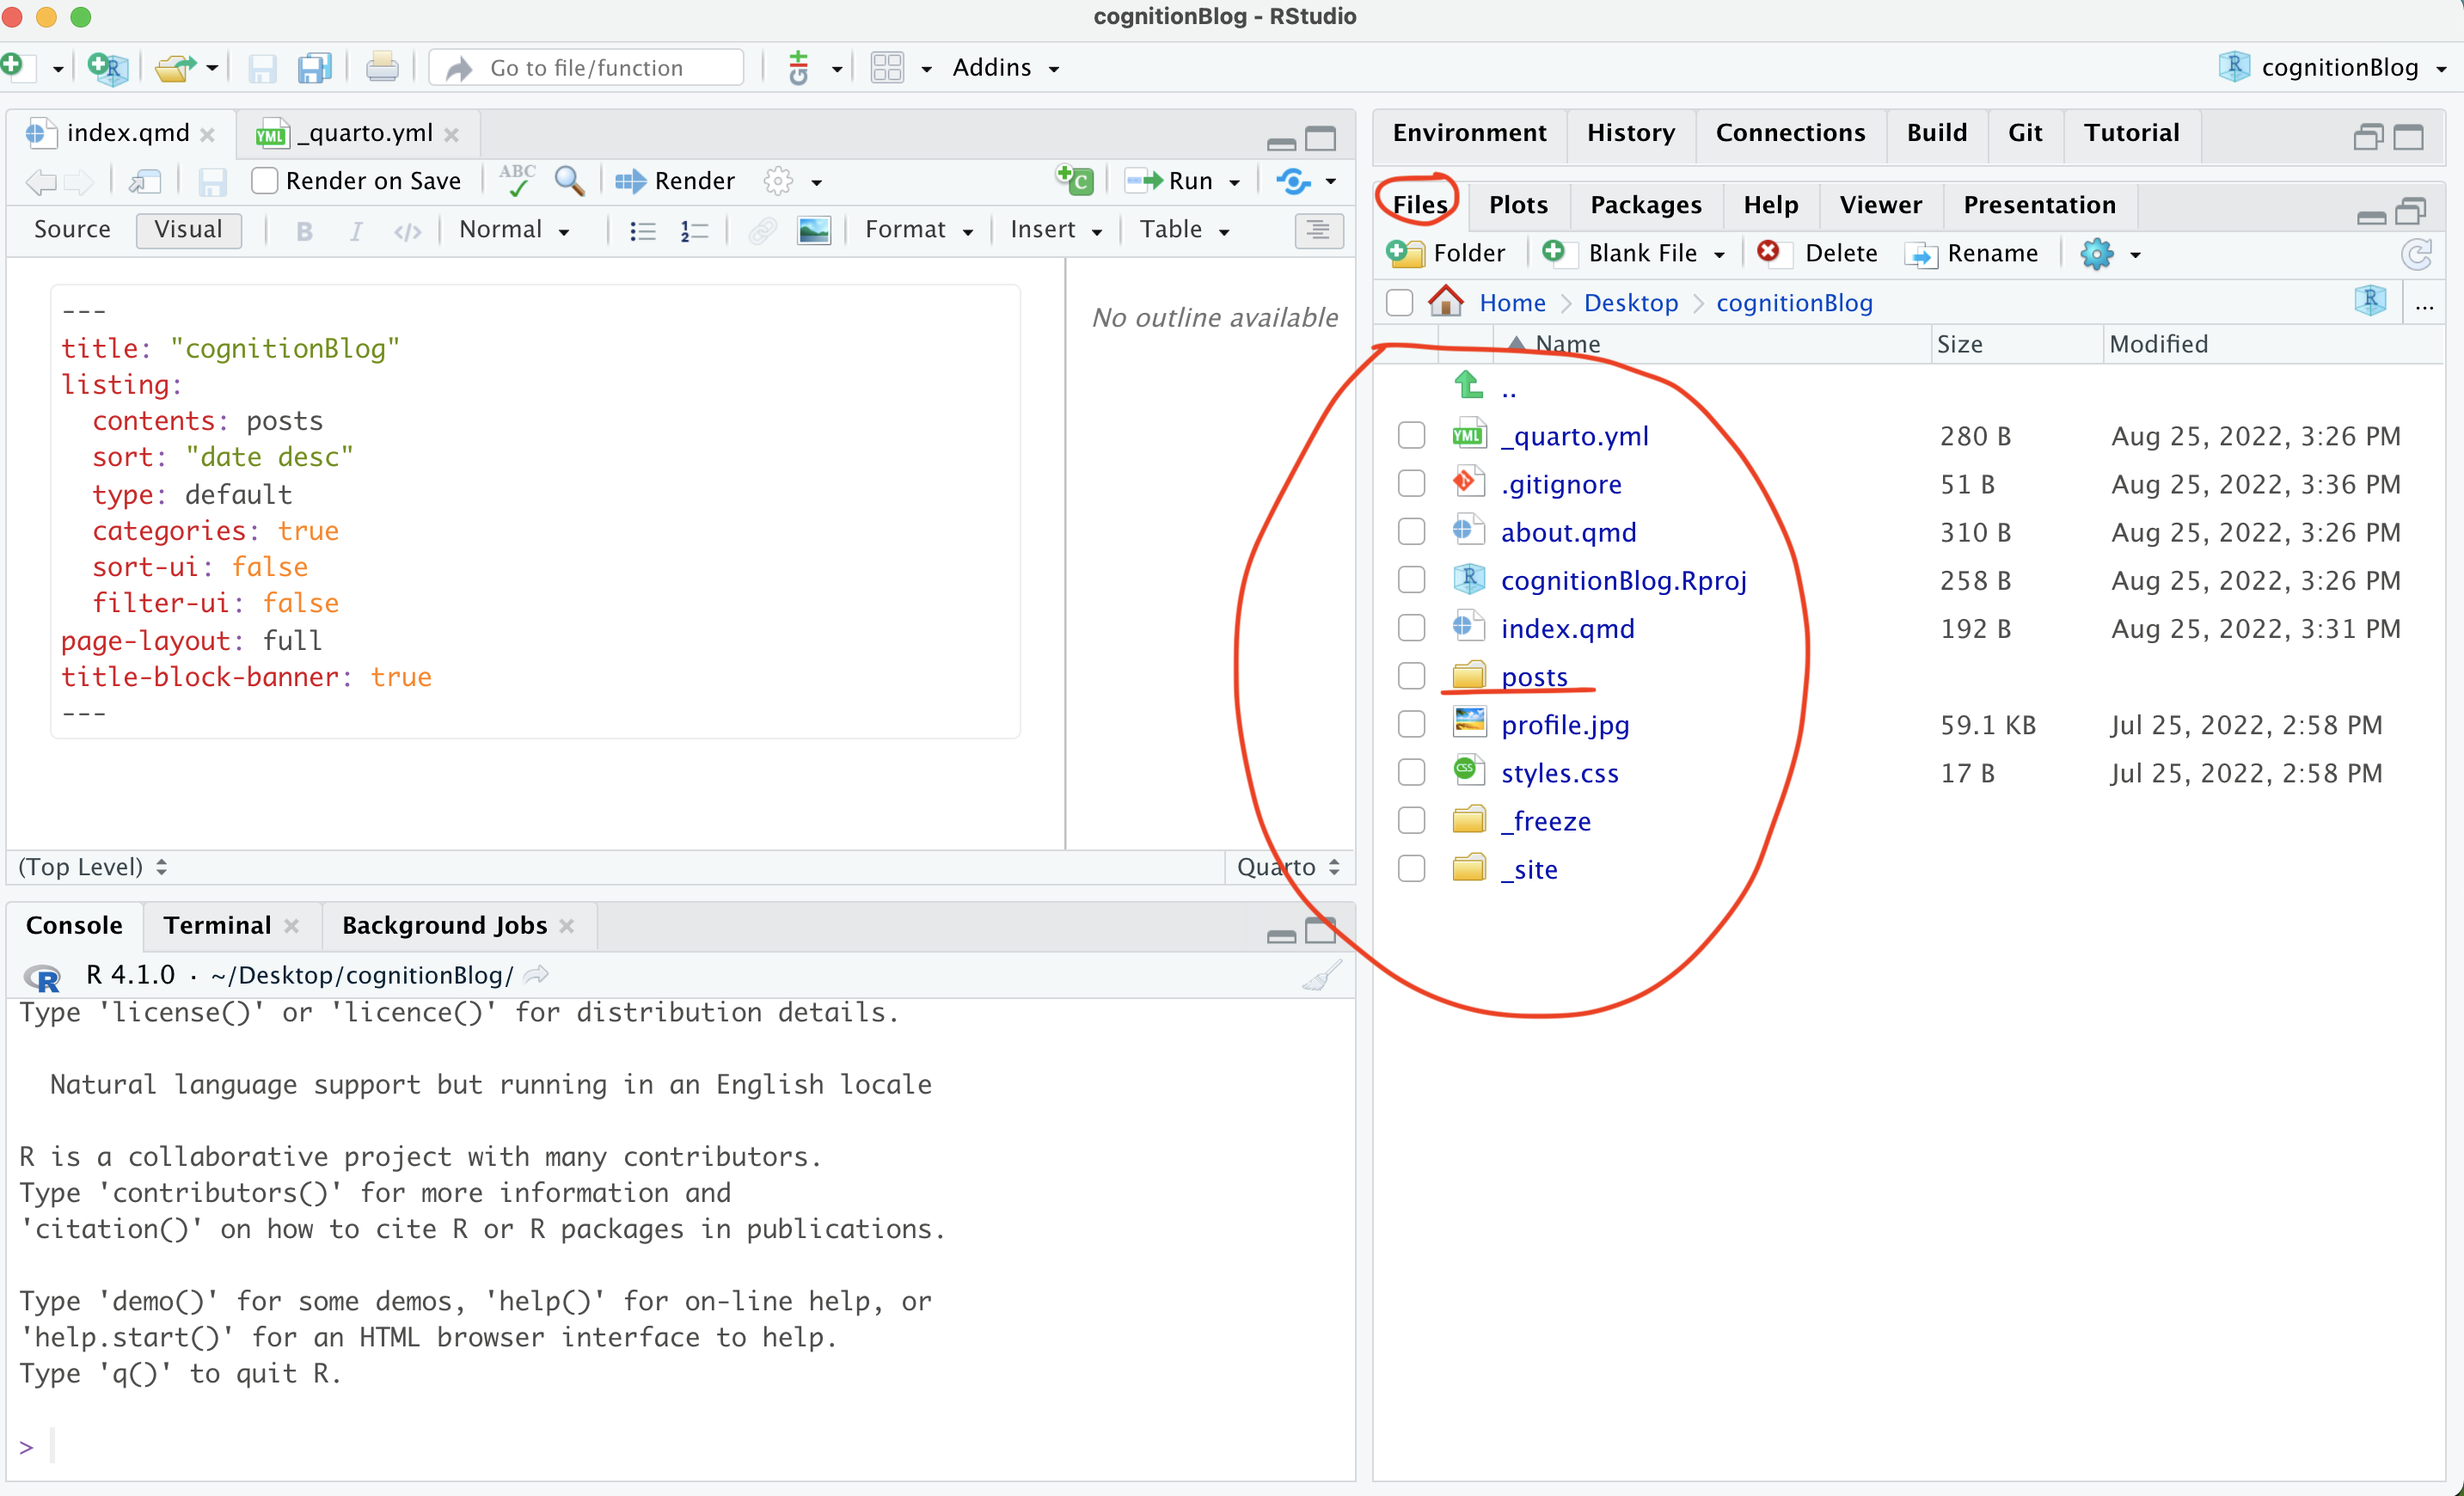 cognitionBlog - RStudio
Go to file/function
Git
Addins
cognitionBlog
index.qmd
_quarto.yml
Render on Save
ABC
Render
Run
Source
Visual
B
I
</>
Normal
Format
Insert
Table
---
title: "cognitionBlog"
listing:
contents: posts
sort: "date desc"
type: default
categories: true
sort-ui: false
filter-ui: false
page-layout: full
title-block-banner: true
---
No outline available
(Top Level)
Quarto
Console
Terminal
Background Jobs
R 4.1.0 · ~/Desktop/cognitionBlog/
Type 'license()' or 'licence()' for distribution details.
Natural language support but running in an English locale
R is a collaborative project with many contributors.
Type 'contributors()' for more information and
'citation()' on how to cite R or R packages in publications.
Type 'demo()' for some demos, 'help()' for on-line help, or
'help.start()' for an HTML browser interface to help.
Type 'q()' to quit R.
>
Environment
History
Connections
Build
Git
Tutorial
Files
Plots
Packages
Help
Viewer
Presentation
Folder
Blank File
Delete
Rename
Home
Desktop
cognitionBlog
...
Name Size Modified
..
_quarto.yml 280 B Aug 25, 2022, 3:26 PM
.gitignore 51 B Aug 25, 2022, 3:36 PM
about.qmd 310 B Aug 25, 2022, 3:26 PM
cognitionBlog.Rproj 258 B Aug 25, 2022, 3:26 PM
index.qmd 192 B Aug 25, 2022, 3:31 PM
posts
profile.jpg 59.1 KB Jul 25, 2022, 2:58 PM
styles.css 17 B Jul 25, 2022, 2:58 PM
_freeze
_site